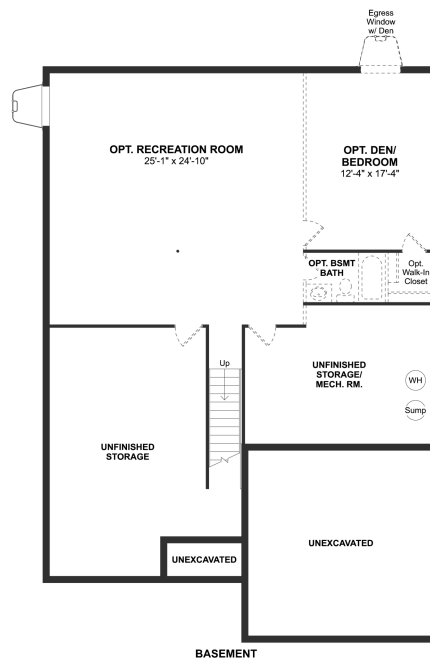 Egress
Window
w/ Den
OPT. RECREATION ROOM
25'-1" x 24'-10"
OPT. DEN/
BEDROOM
12'-4" x 17'-4"
OPT. BSMT
BATH
Opt.
Walk-In
Closet
Up
UNFINISHED
STORAGE/
MECH. RM.
WH
Sump
UNFINISHED
STORAGE
UNEXCAVATED
UNEXCAVATED
BASEMENT